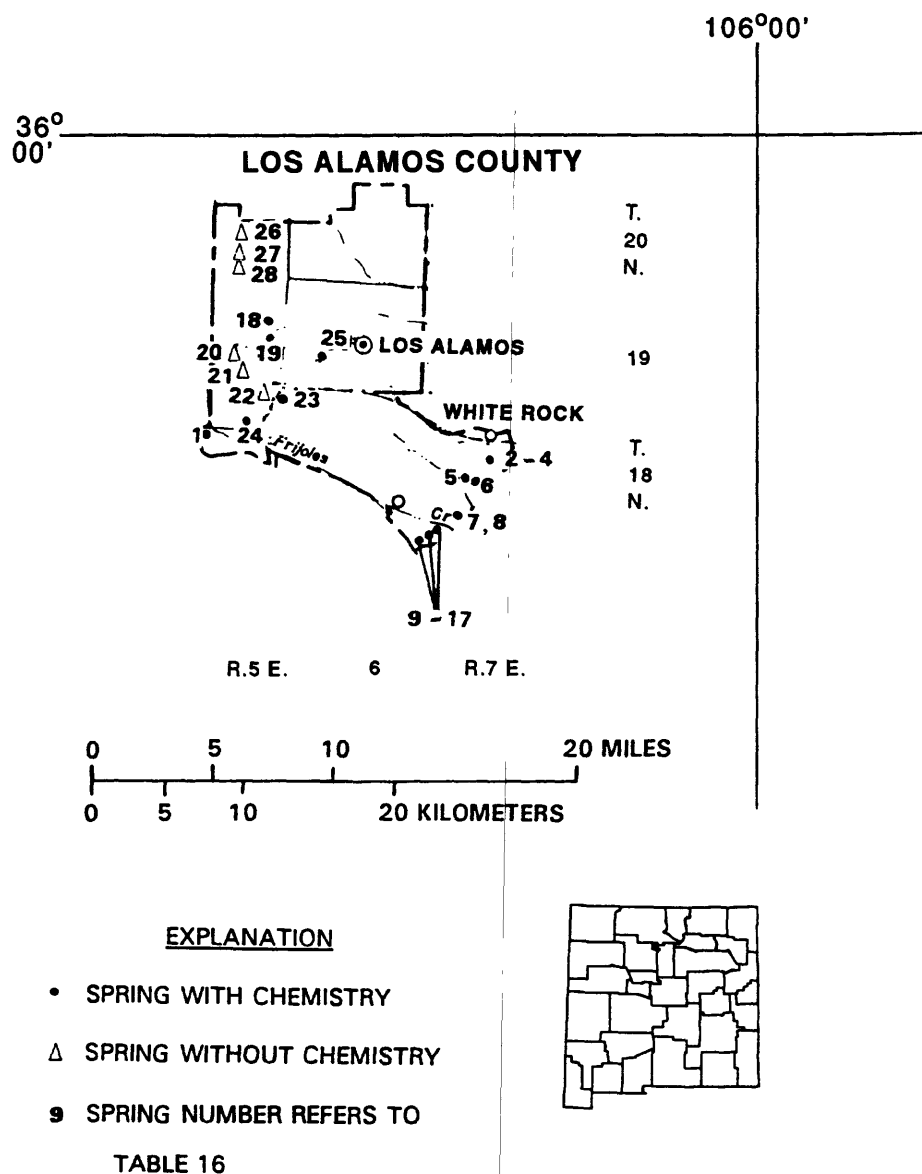 106°00'
36°
00'
LOS ALAMOS COUNTY
T.
20
N.
26
27
28
18
19
20
21
25
LOS ALAMOS
19
22
23
WHITE ROCK
1
24
Frijoles
2 - 4
T.
18
N.
5
6
Cr
7, 8
9 - 17
R.5 E.
6
R.7 E.
0 5 10 20 MILES
0 5 10 20 KILOMETERS
EXPLANATION
SPRING WITH CHEMISTRY
SPRING WITHOUT CHEMISTRY
9 SPRING NUMBER REFERS TO
TABLE 16